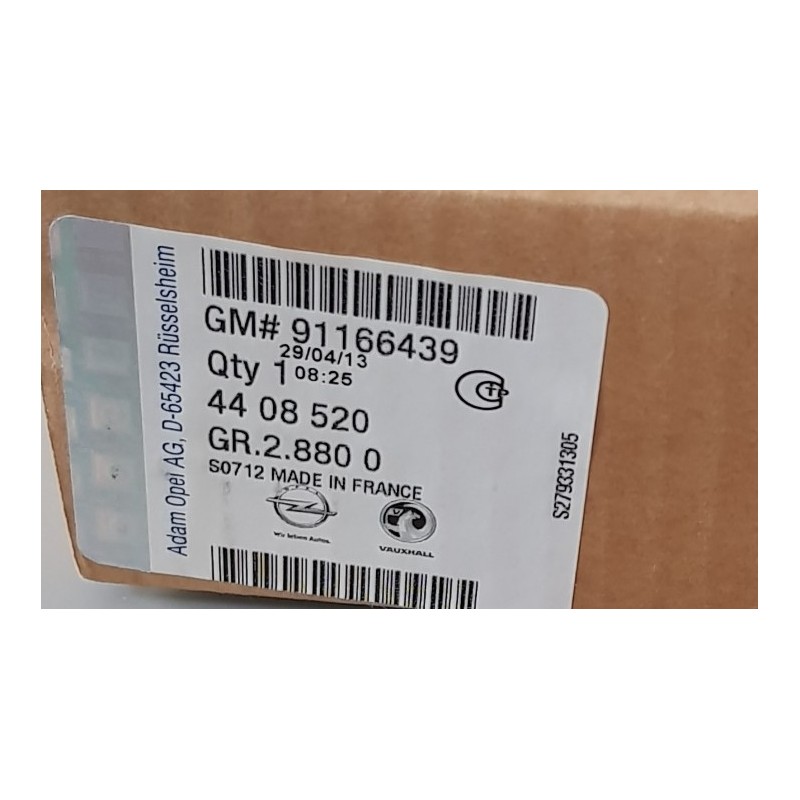 Adam Opel AG, D-65423 Rüsselsheim
GM# 91166439
29/04/13
Qty 1 08:25
44 08 520
GR.2.880 0
S0712 MADE IN FRANCE
Wir leben Autos.
VAUXHALL
S279331305